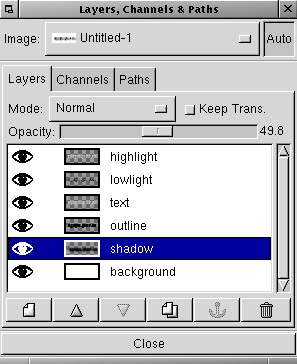 Layers, Channels & Paths
Image: Untitled-1 Auto
Layers Channels Paths
Mode: Normal Keep Trans.
Opacity: 49.8
highlight
lowlight
text
outline
shadow
background
Close